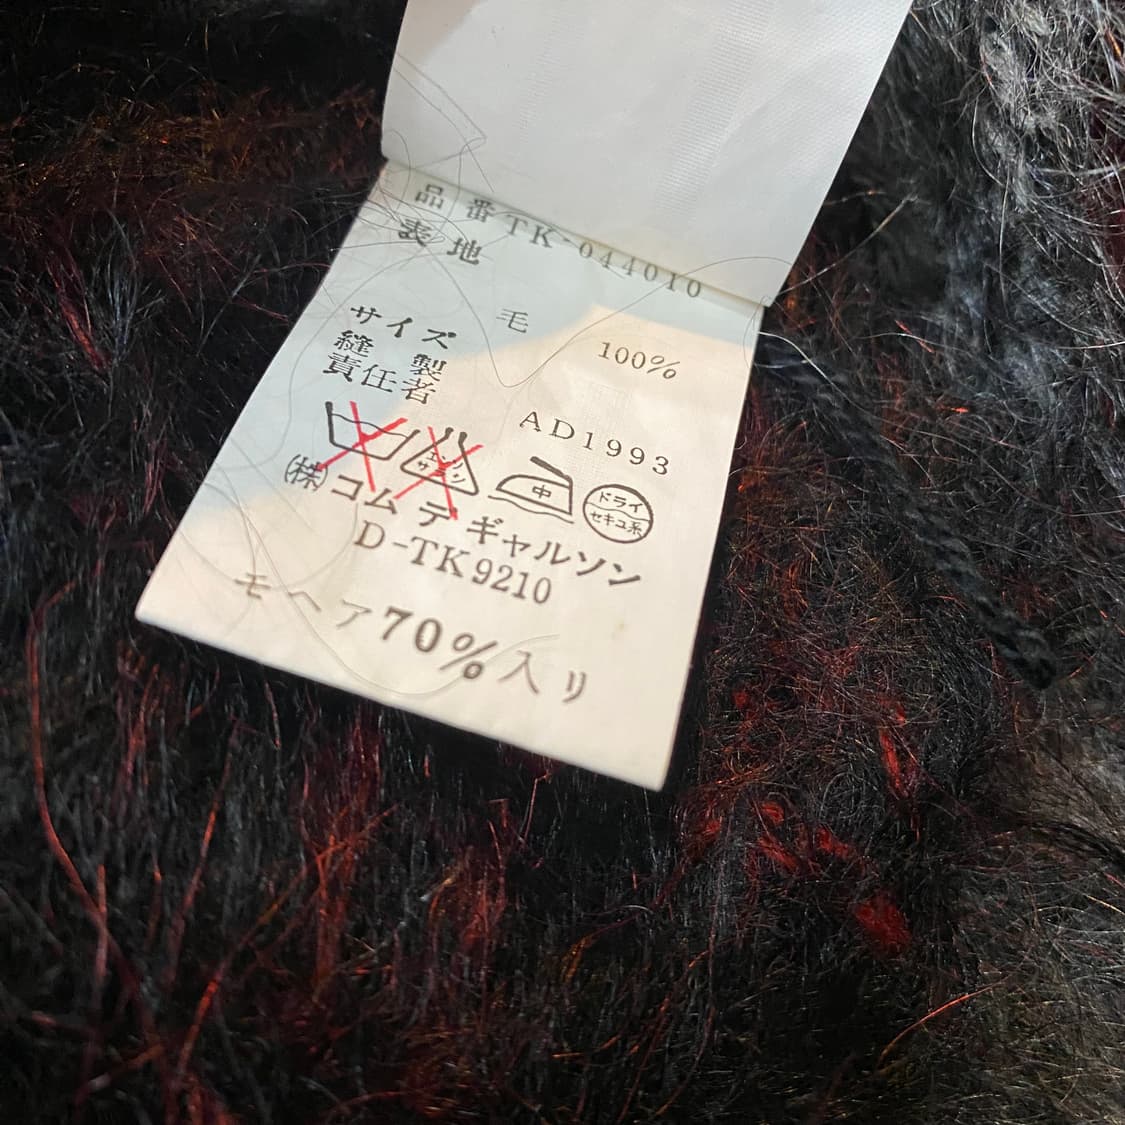 品番 TK-044010
表地
毛 100%
サイズ
縫製
責任者 AD1993
エンソ
サラシ
中
ドライ
セキユ系
(株)コム デ ギャルソン
D-TK9210
モヘア70%入リ